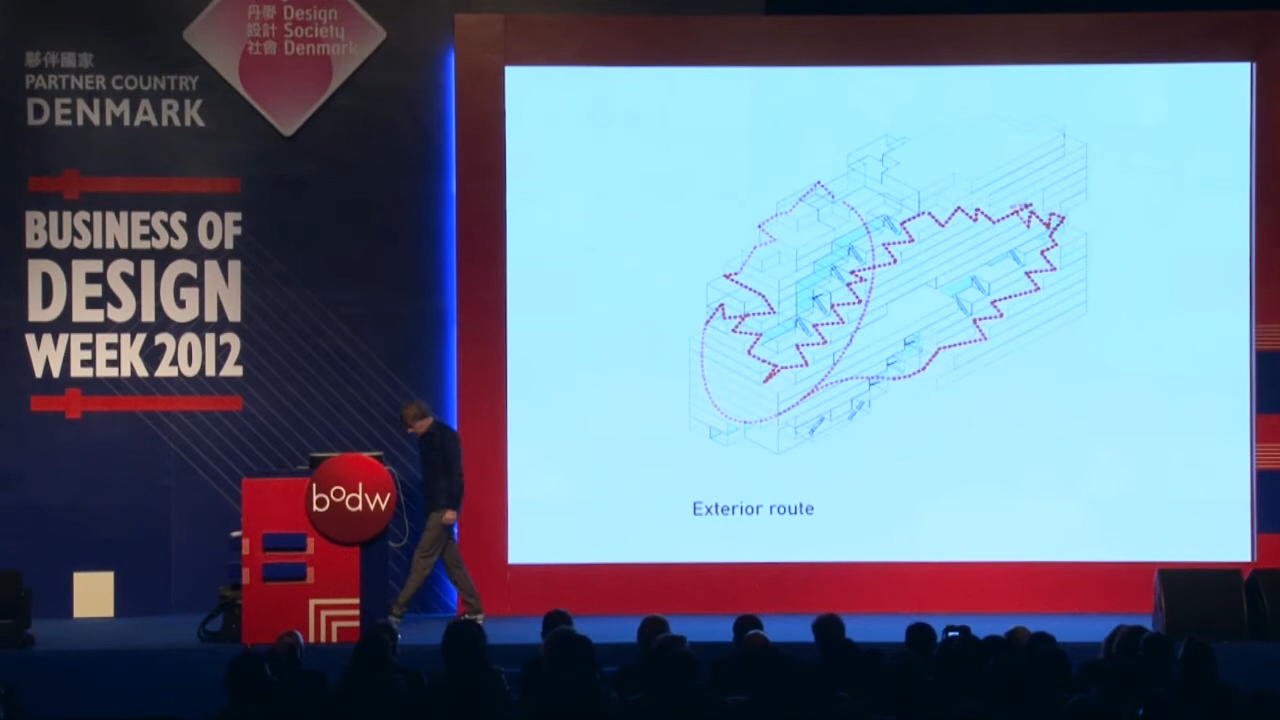 丹麥 Design
設計 Society
社會 Denmark
夥伴國家
PARTNER COUNTRY
DENMARK
BUSINESS OF
DESIGN
WEEK 2012
bodw
Exterior route